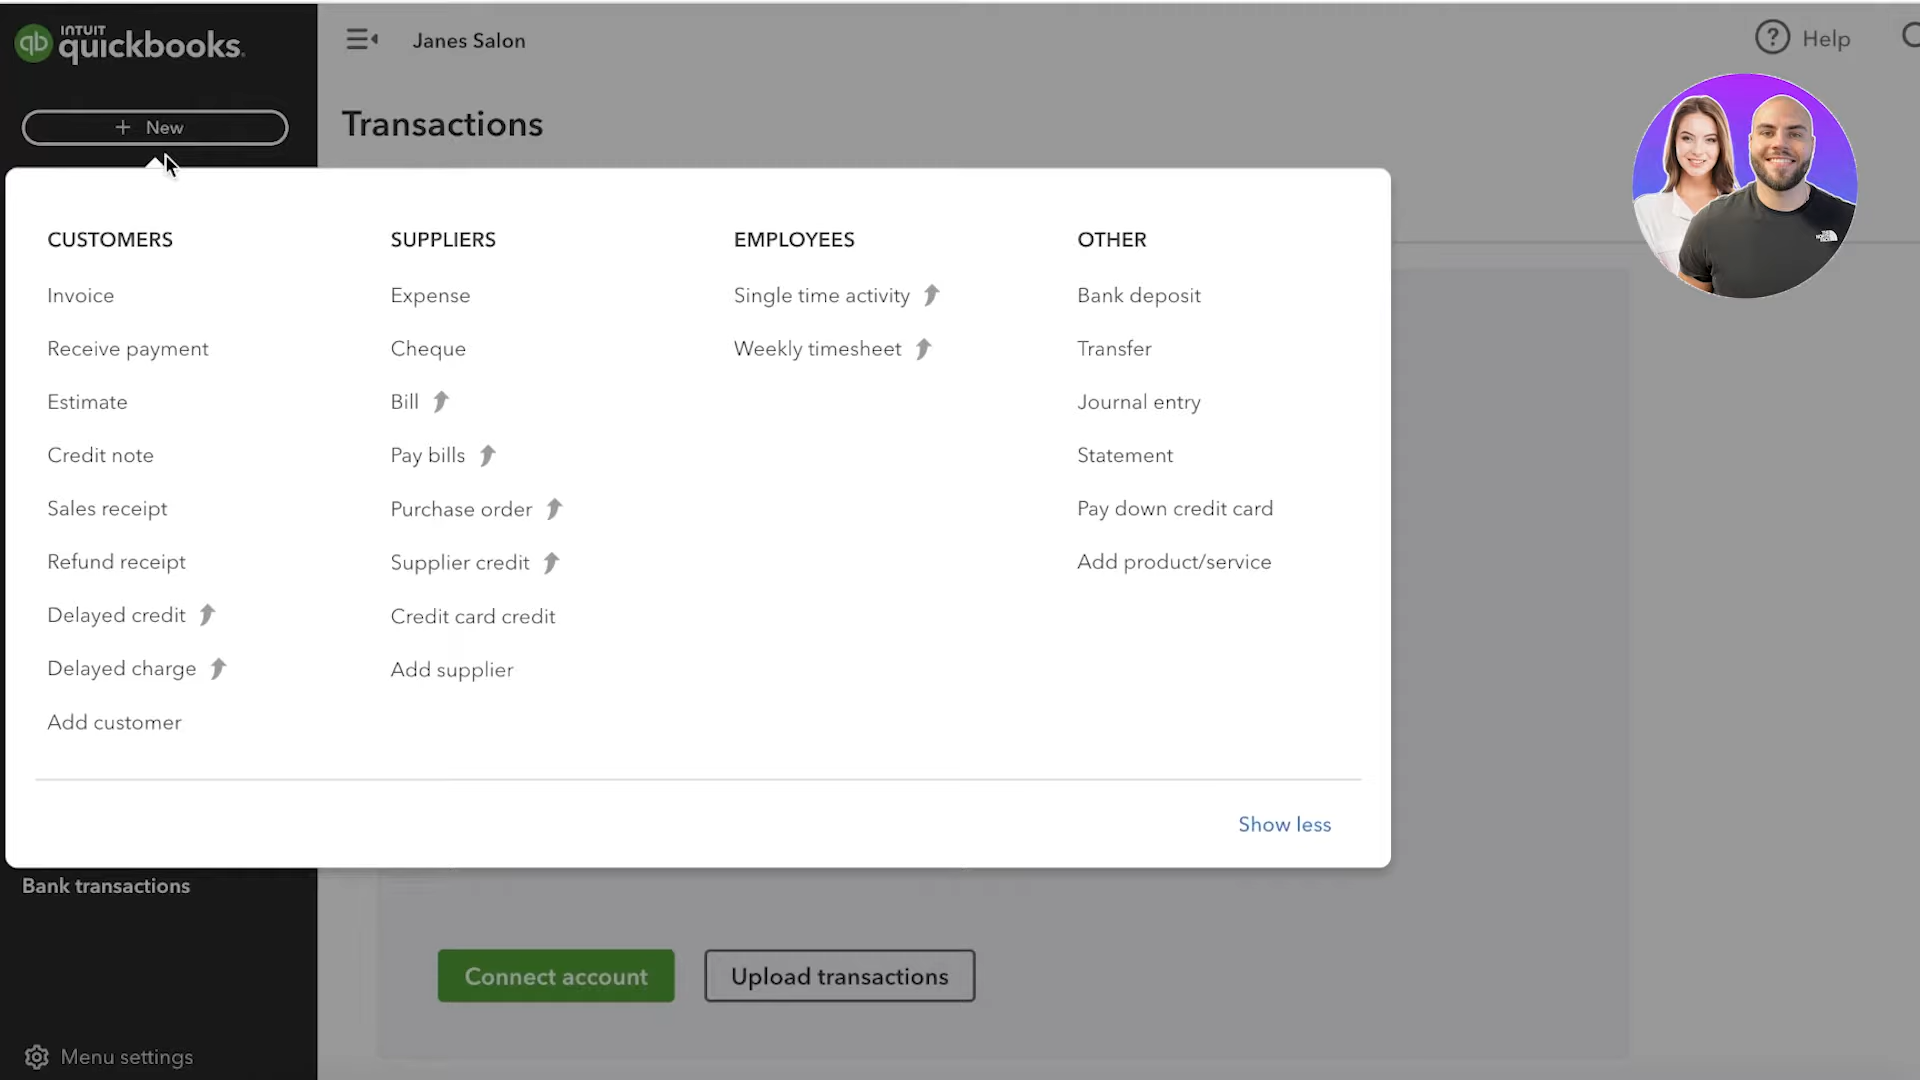 INTUIT
quickbooks.
Janes Salon
Help
+ New
Transactions
CUSTOMERS
Invoice
Receive payment
Estimate
Credit note
Sales receipt
Refund receipt
Delayed credit
Delayed charge
Add customer
SUPPLIERS
Expense
Cheque
Bill
Pay bills
Purchase order
Supplier credit
Credit card credit
Add supplier
EMPLOYEES
Single time activity
Weekly timesheet
OTHER
Bank deposit
Transfer
Journal entry
Statement
Pay down credit card
Add product/service
Show less
Bank transactions
Connect account
Upload transactions
Menu settings